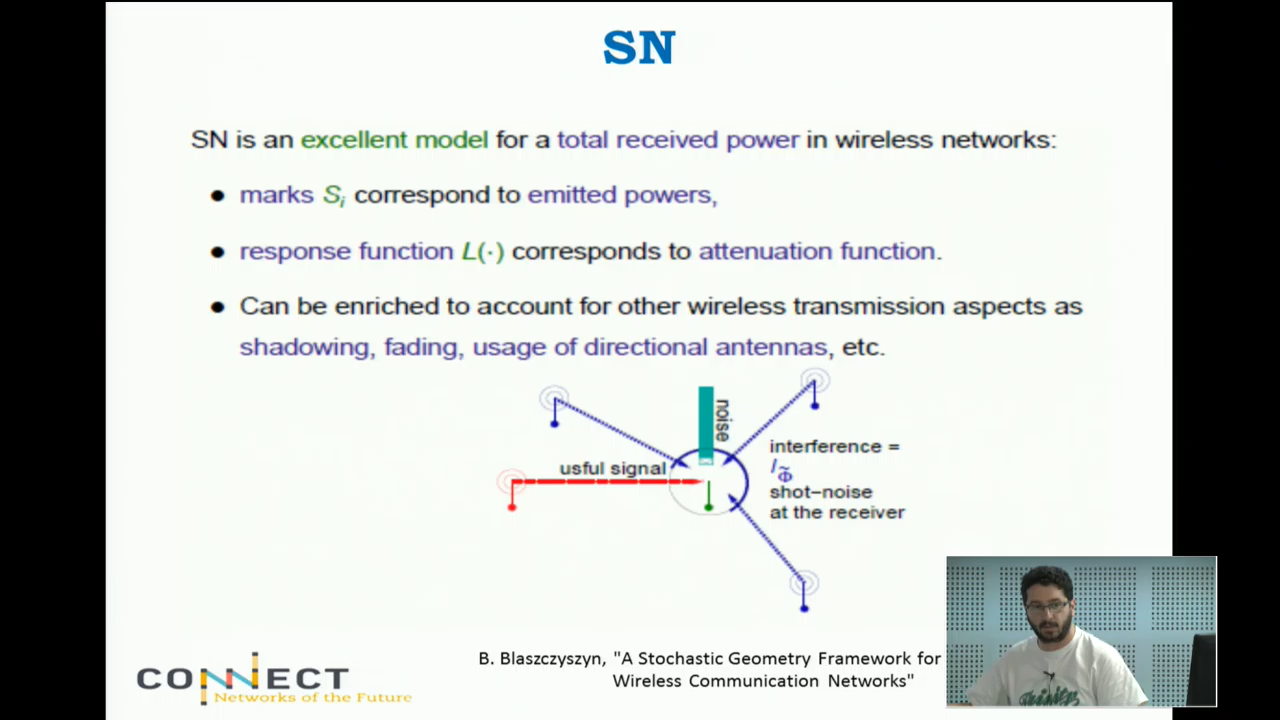 SN
SN is an excellent model for a total received power in wireless networks:
● marks Si correspond to emitted powers,
● response function L(·) corresponds to attenuation function.
● Can be enriched to account for other wireless transmission aspects as
shadowing, fading, usage of directional antennas, etc.
noise
usful signal
interference =
I_Φ̃
shot-noise
at the receiver
B. Blaszczyszyn, "A Stochastic Geometry Framework for
Wireless Communication Networks"
CONNECT
Networks of the Future